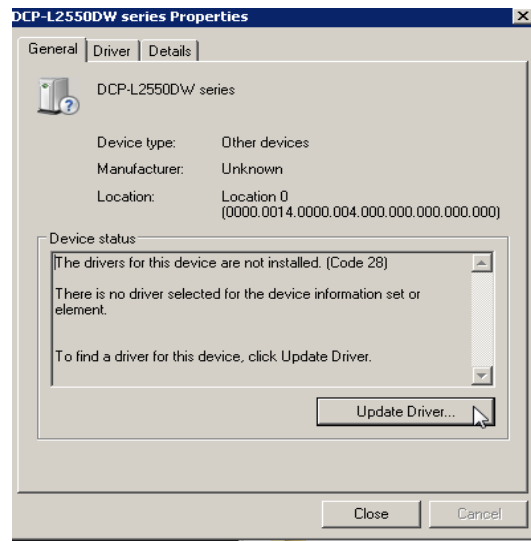 DCP-L2550DW series Properties
General
Driver
Details
DCP-L2550DW series
Device type: Other devices
Manufacturer: Unknown
Location: Location 0
(0000.0014.0000.004.000.000.000.000.000)
Device status
The drivers for this device are not installed. (Code 28)
There is no driver selected for the device information set or
element.
To find a driver for this device, click Update Driver.
Update Driver...
Close
Cancel